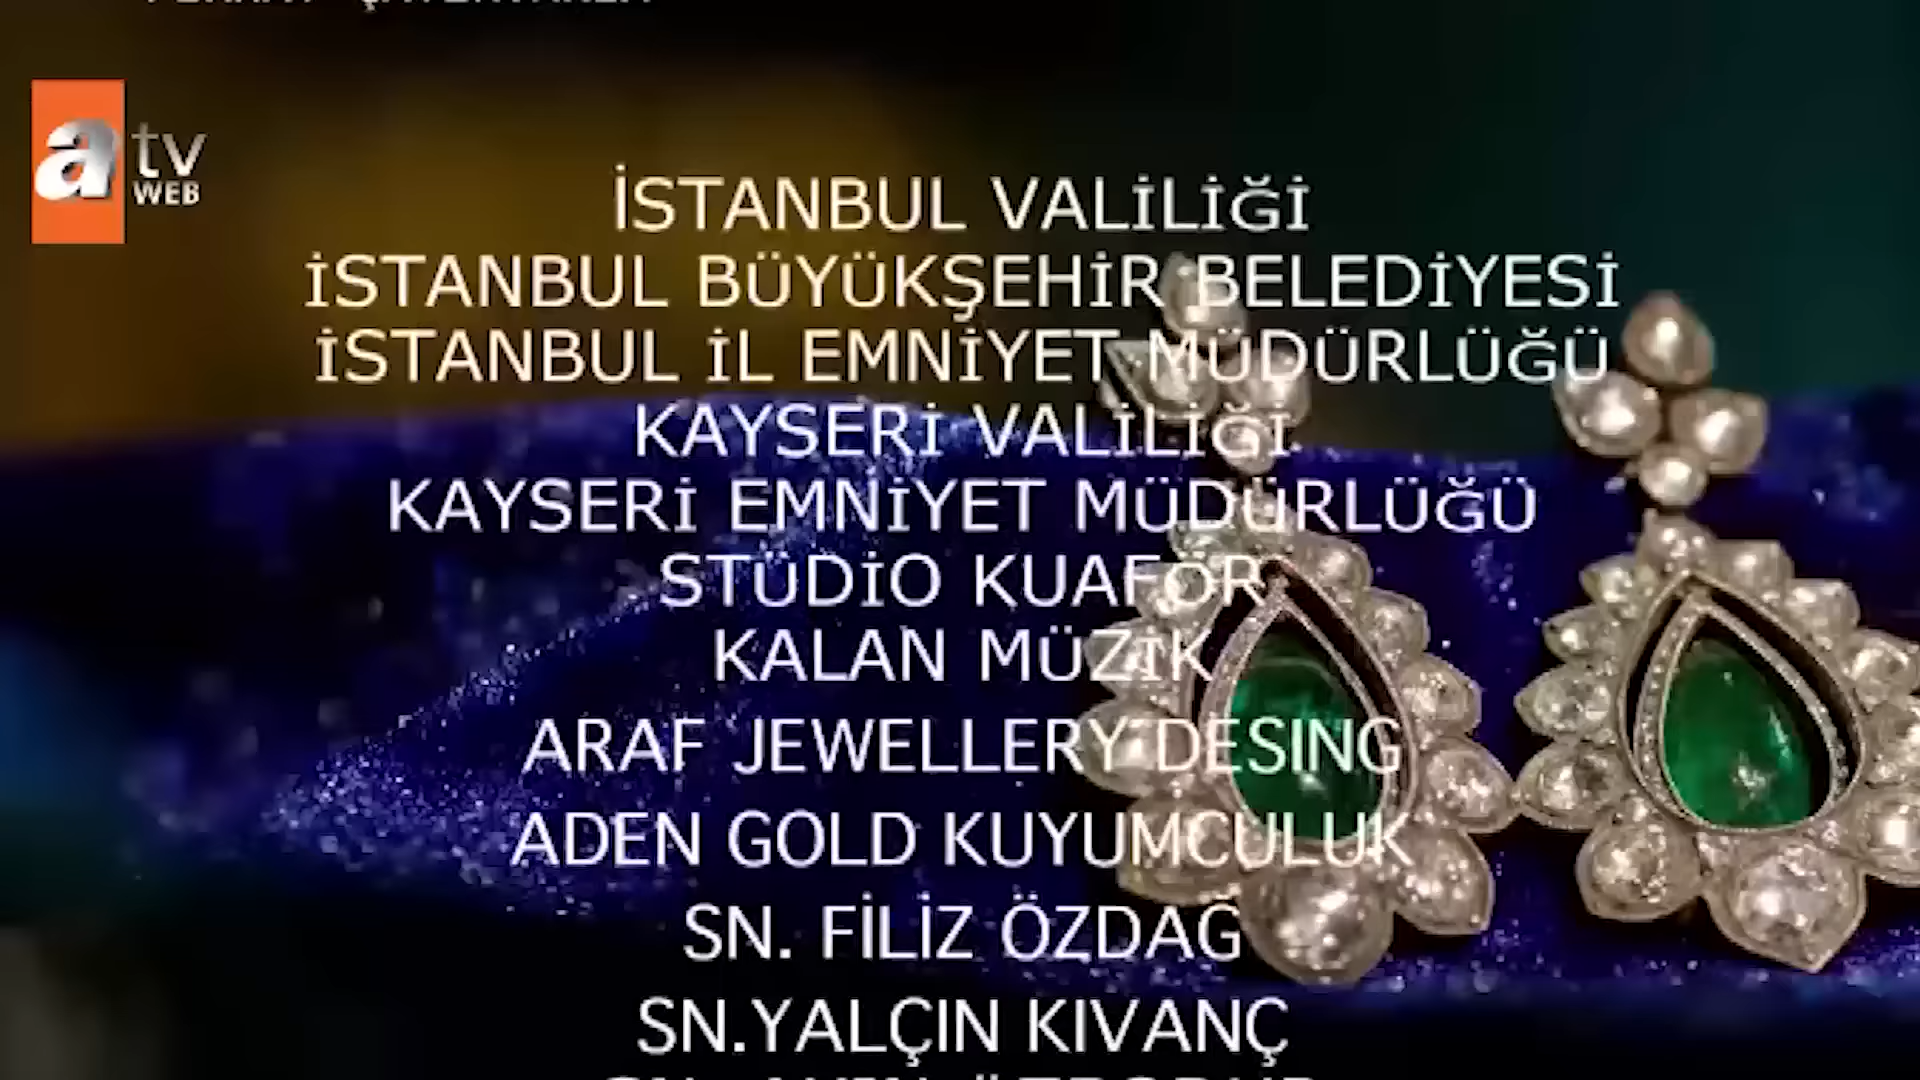 a tv
WEB
İSTANBUL VALİLİĞİ
İSTANBUL BÜYÜKŞEHİR BELEDİYESİ
İSTANBUL İL EMNİYET MÜDÜRLÜĞÜ
KAYSERİ VALİLİĞİ
KAYSERİ EMNİYET MÜDÜRLÜĞÜ
STÜDİO KUAFÖR
KALAN MÜZİK
ARAF JEWELLERY DESING
ADEN GOLD KUYUMCULUK
SN. FİLİZ ÖZDAĞ
SN.YALÇIN KIVANÇ